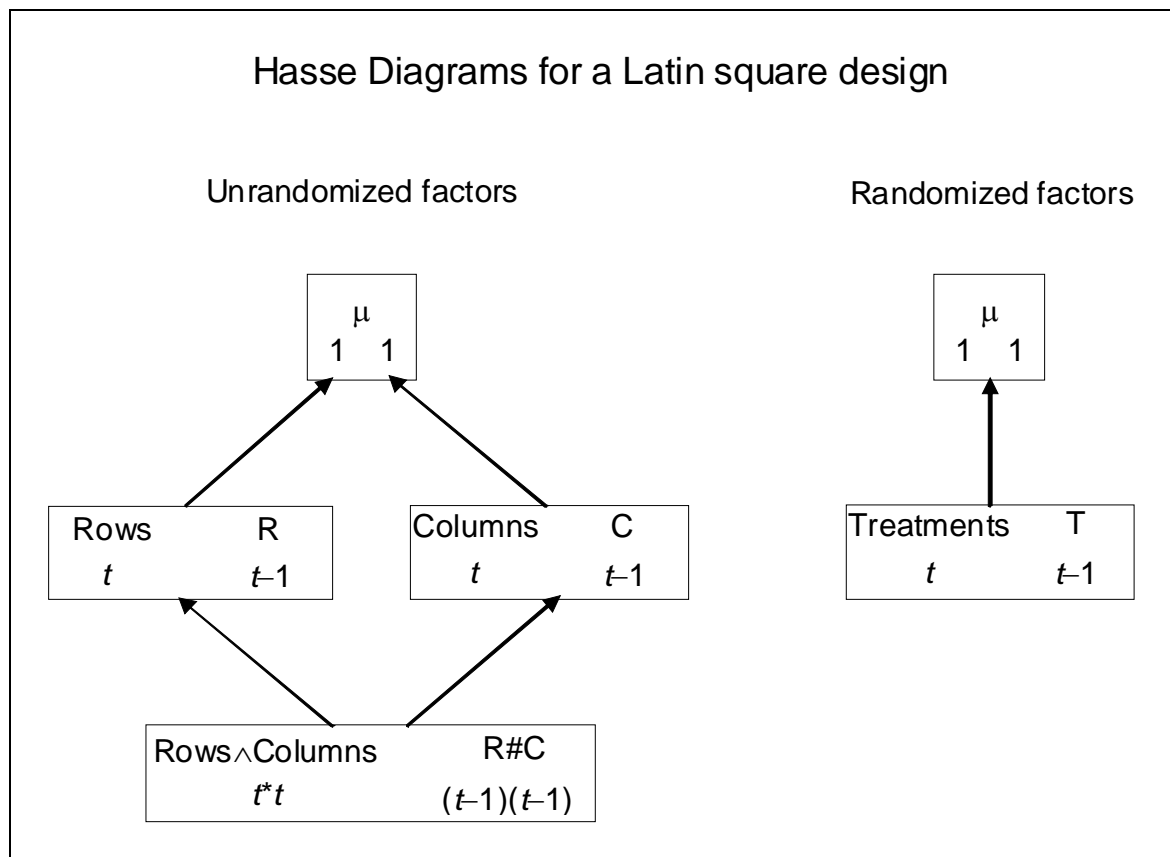 Hasse Diagrams for a Latin square design
Unrandomized factors
Randomized factors
μ
1 1
μ
1 1
Rows R
t t–1
Columns C
t t–1
Treatments T
t t–1
Rows∧Columns R#C
t*t (t–1)(t–1)